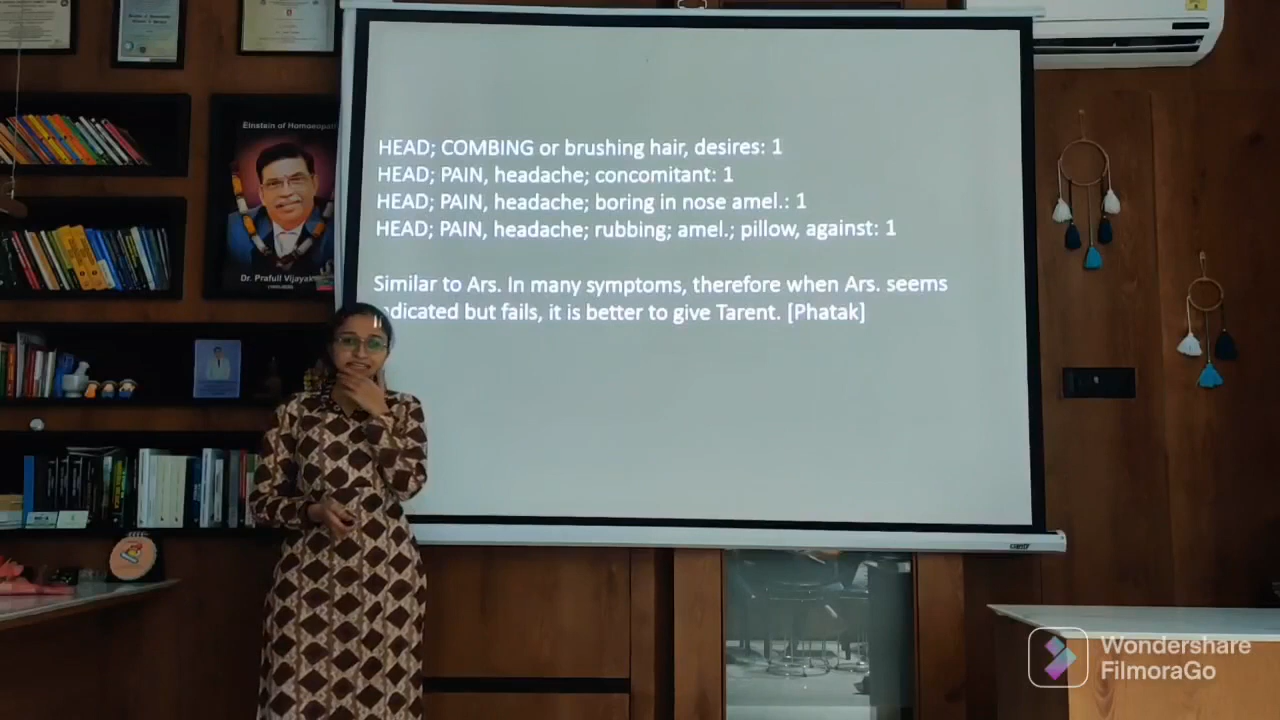 Einstein of Homoeopat
Dr. Prafull Vijayak
HEAD; COMBING or brushing hair, desires: 1
HEAD; PAIN, headache; concomitant: 1
HEAD; PAIN, headache; boring in nose amel.: 1
HEAD; PAIN, headache; rubbing; amel.; pillow, against: 1
Similar to Ars. In many symptoms, therefore when Ars. seems
dicated but fails, it is better to give Tarent. [Phatak]
Wondershare
FilmoraGo